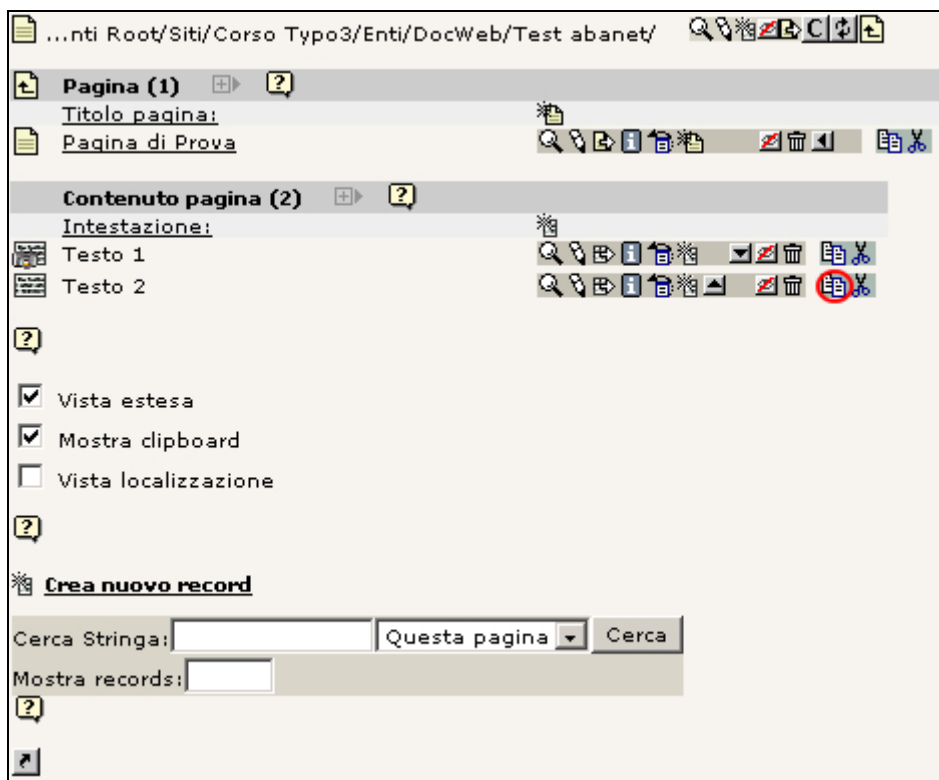 ...nti Root/Siti/Corso Typo3/Enti/DocWeb/Test abanet/
Pagina (1)
Titolo pagina:
Pagina di Prova
Contenuto pagina (2)
Intestazione:
Testo 1
Testo 2
Vista estesa
Mostra clipboard
Vista localizzazione
Crea nuovo record
Cerca Stringa: Questa pagina Cerca
Mostra records: